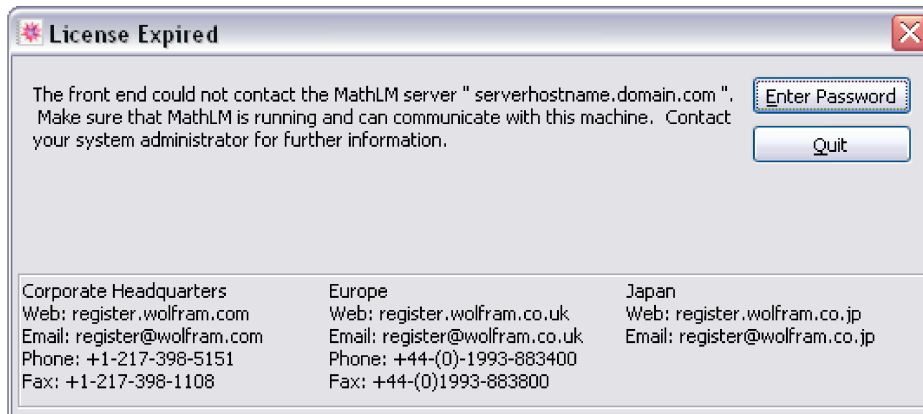 License Expired
The front end could not contact the MathLM server " serverhostname.domain.com ".
Make sure that MathLM is running and can communicate with this machine.  Contact
your system administrator for further information.
Enter Password
Quit
Corporate Headquarters
Web: register.wolfram.com
Email: register@wolfram.com
Phone: +1-217-398-5151
Fax: +1-217-398-1108
Europe
Web: register.wolfram.co.uk
Email: register@wolfram.co.uk
Phone: +44-(0)-1993-883400
Fax: +44-(0)1993-883800
Japan
Web: register.wolfram.co.jp
Email: register@wolfram.co.jp